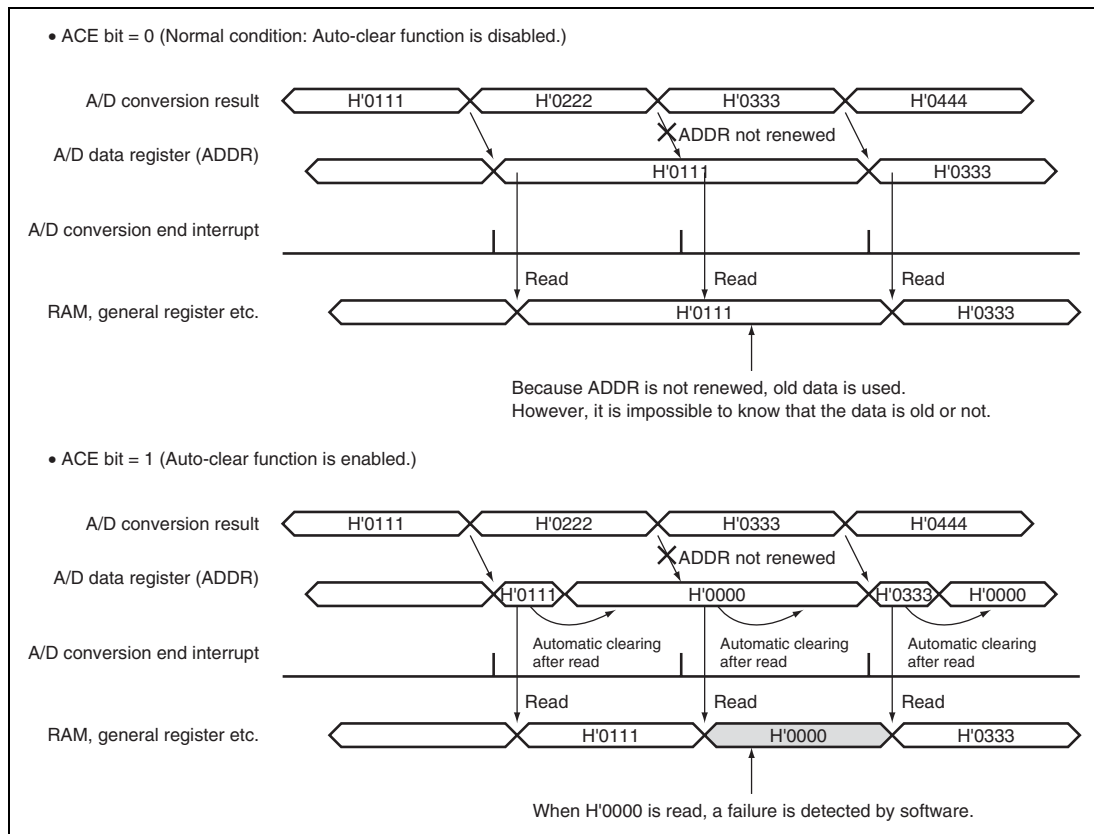 • ACE bit = 0 (Normal condition: Auto-clear function is disabled.)
A/D conversion result
H'0111
H'0222
H'0333
H'0444
ADDR not renewed
A/D data register (ADDR)
H'0111
H'0333
A/D conversion end interrupt
Read
Read
Read
RAM, general register etc.
H'0111
H'0333
Because ADDR is not renewed, old data is used.
However, it is impossible to know that the data is old or not.
• ACE bit = 1 (Auto-clear function is enabled.)
A/D conversion result
H'0111
H'0222
H'0333
H'0444
ADDR not renewed
A/D data register (ADDR)
H'0111
H'0000
H'0333
H'0000
Automatic clearing
after read
Automatic clearing
after read
Automatic clearing
after read
A/D conversion end interrupt
Read
Read
Read
RAM, general register etc.
H'0111
H'0000
H'0333
When H'0000 is read, a failure is detected by software.